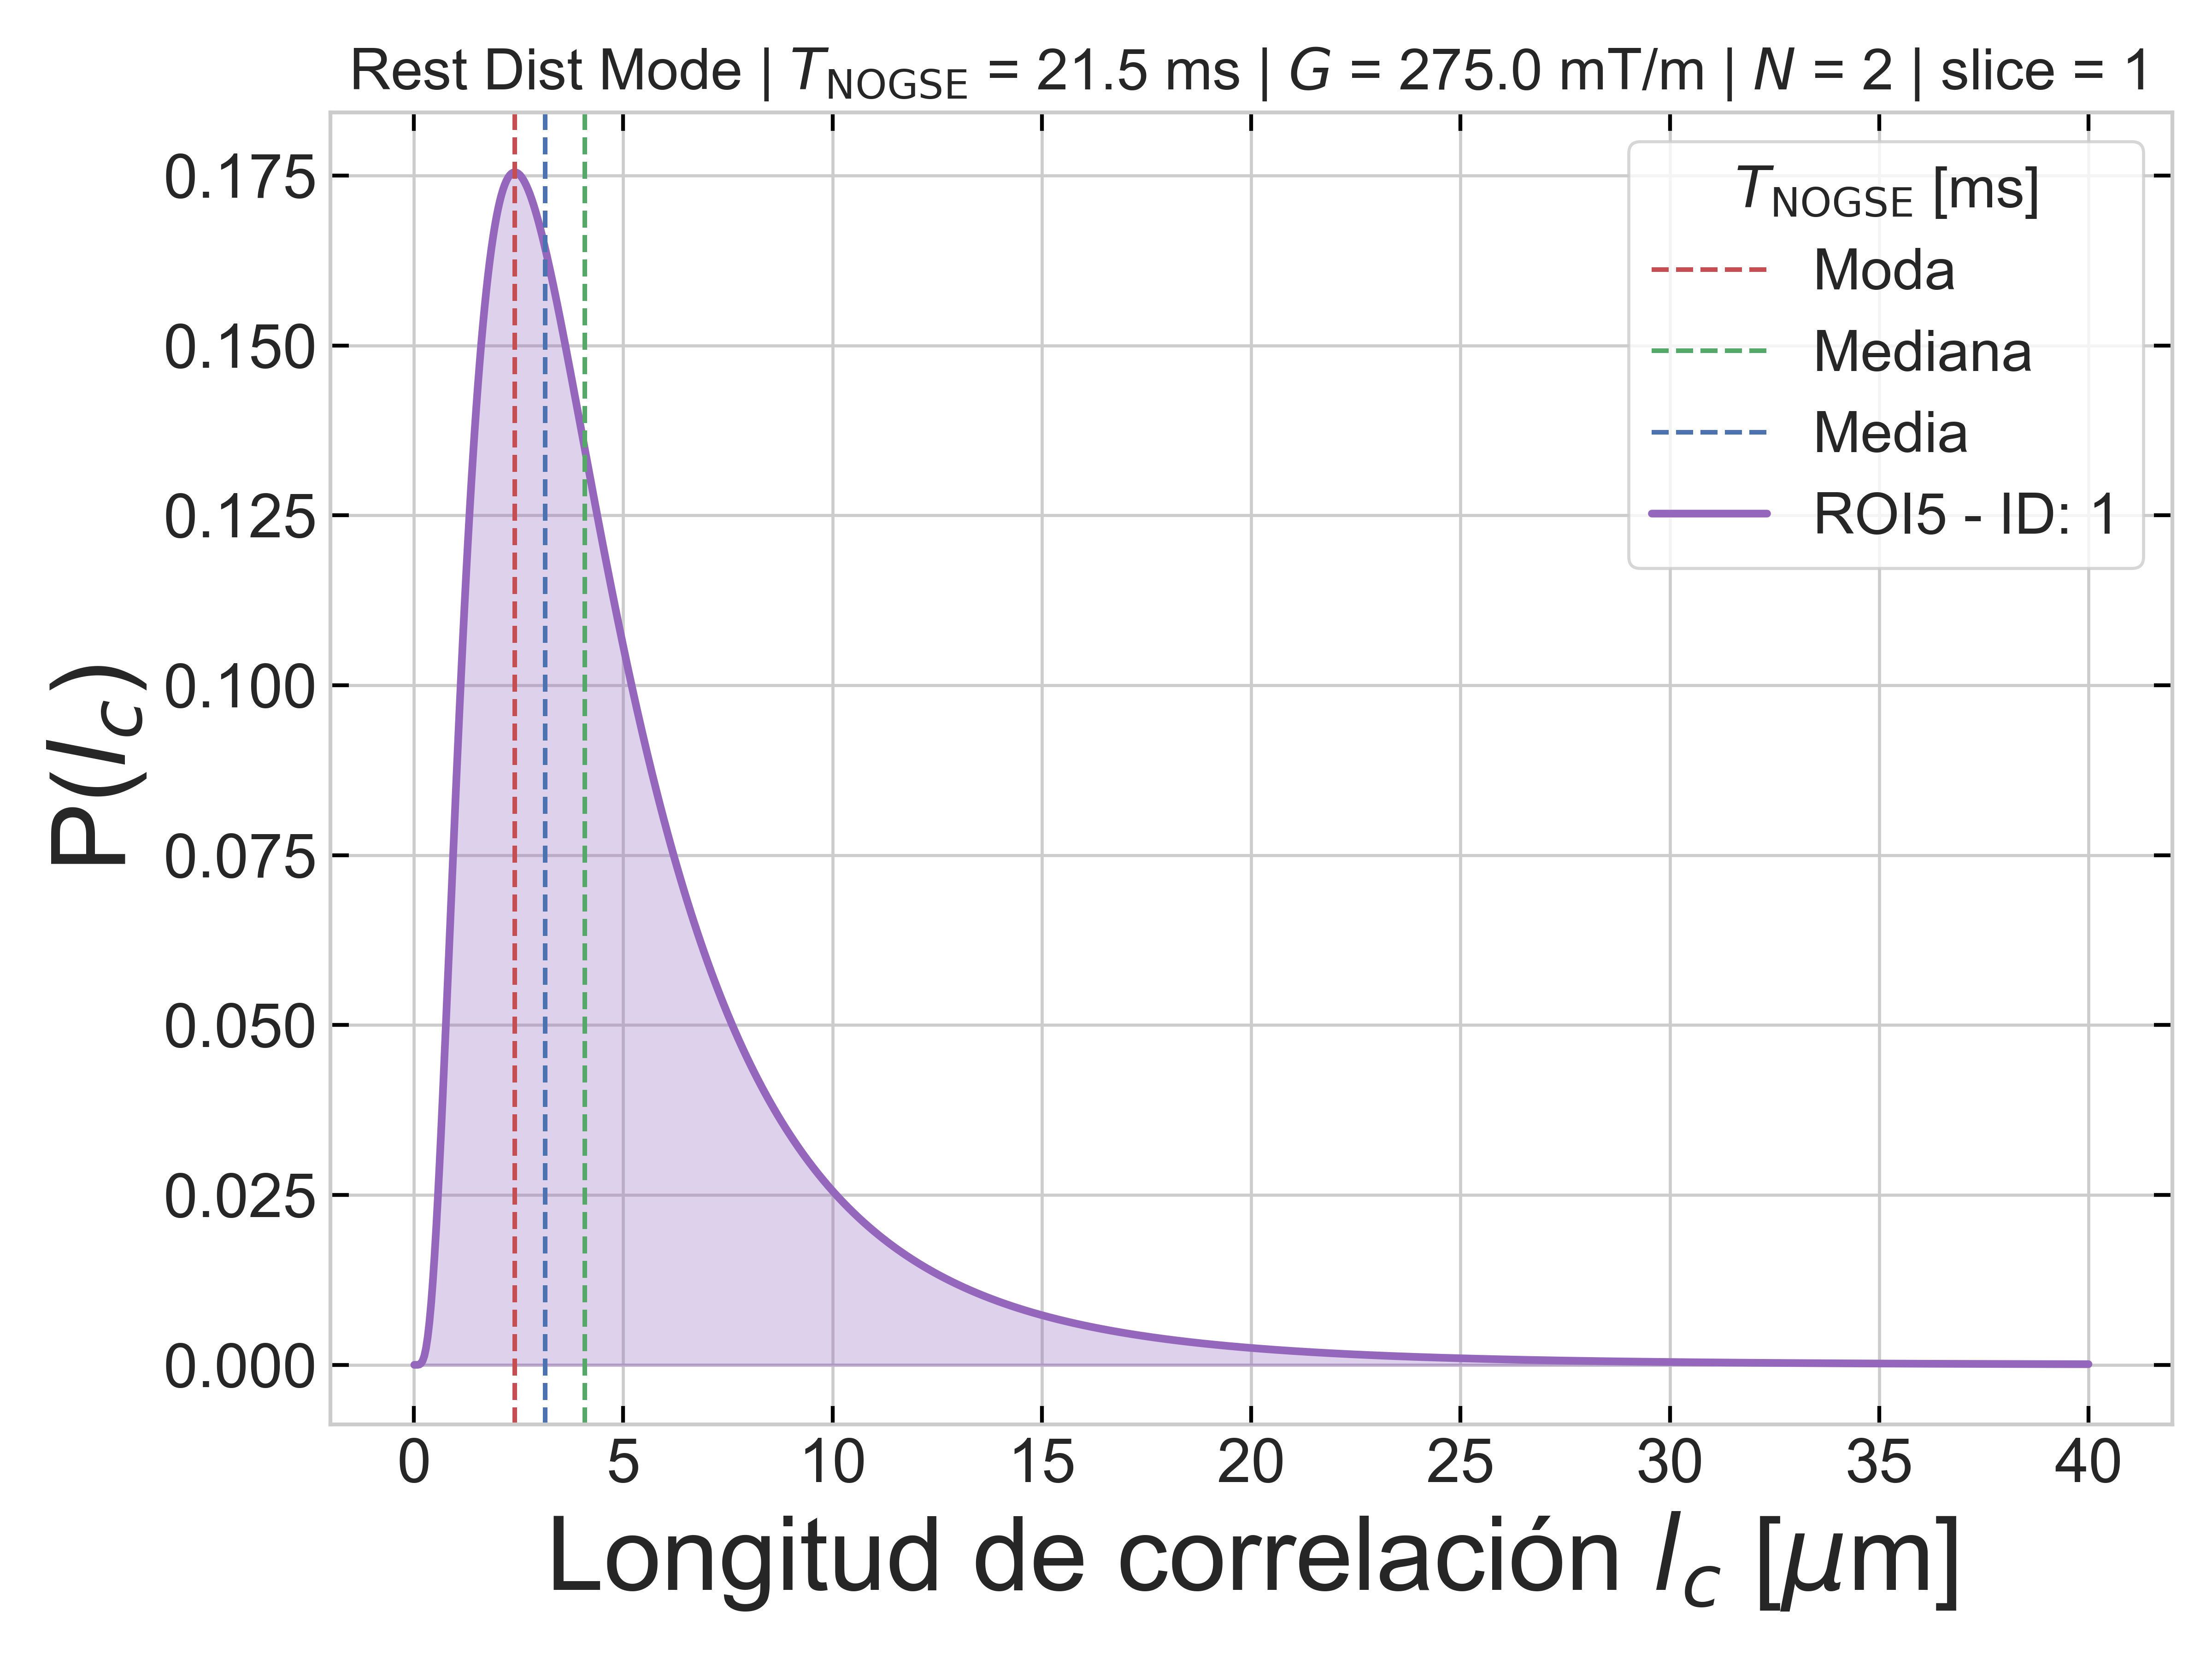 Rest Dist Mode | T_NOGSE = 21.5 ms | G = 275.0 mT/m | N = 2 | slice = 1
T_NOGSE [ms]
Moda
Mediana
Media
ROI5 - ID: 1
P(l_c)
0.175
0.150
0.125
0.100
0.075
0.050
0.025
0.000
0 5 10 15 20 25 30 35 40
Longitud de correlación l_c [μm]